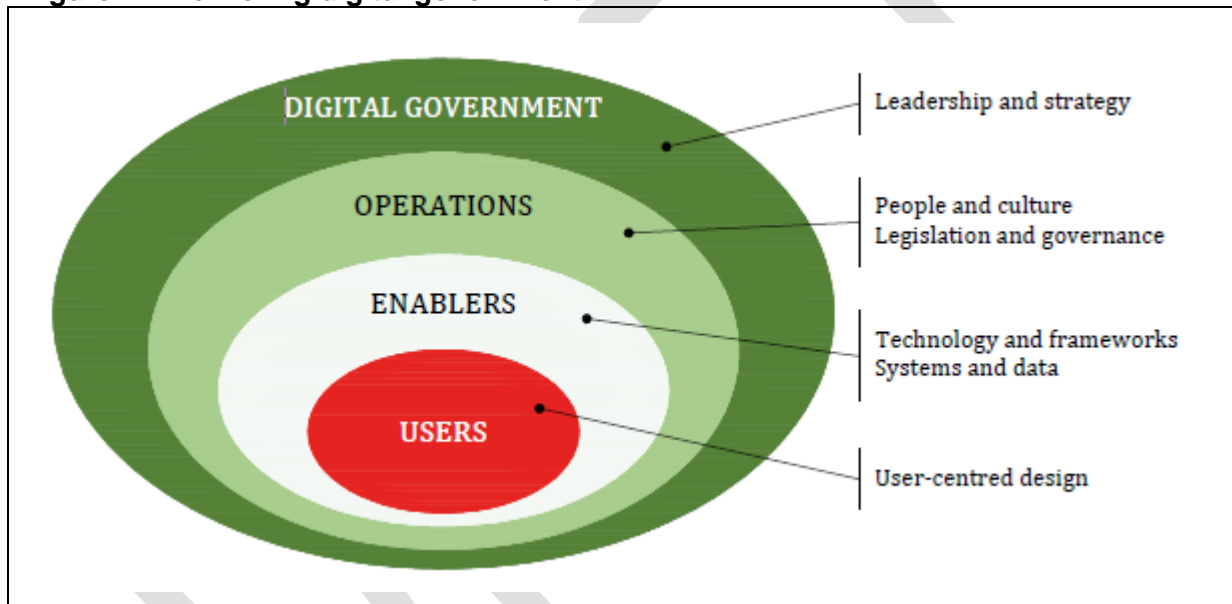 DIGITAL GOVERNMENT
Leadership and strategy
OPERATIONS
People and culture
Legislation and governance
ENABLERS
Technology and frameworks
Systems and data
USERS
User-centred design